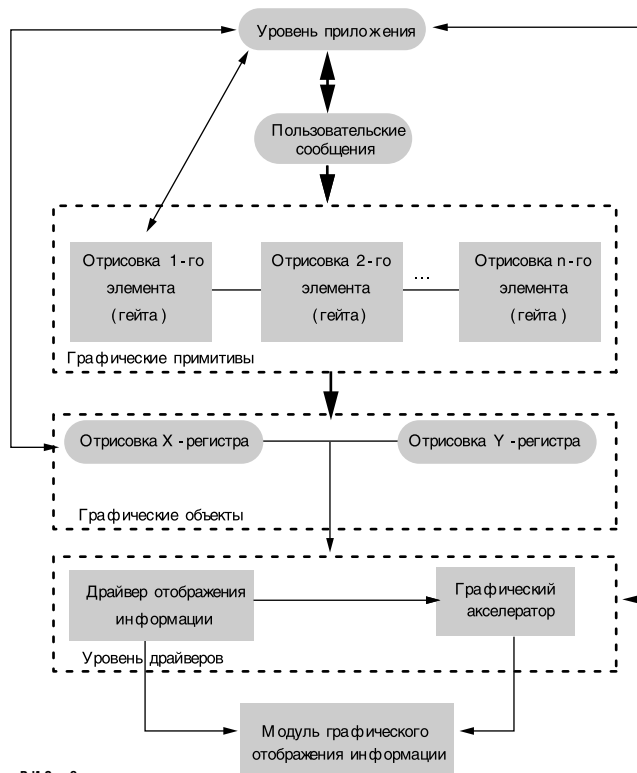 Уровень приложения
Пользовательские
сообщения
Отрисовка 1-го
элемента
(гейта)
Отрисовка 2-го
элемента
(гейта)
...
Отрисовка n-го
элемента
(гейта)
Графические примитивы
Отрисовка X-регистра
Отрисовка Y-регистра
Графические объекты
Драйвер отображения
информации
Графический
акселератор
Уровень драйверов
Модуль графического
отображения информации